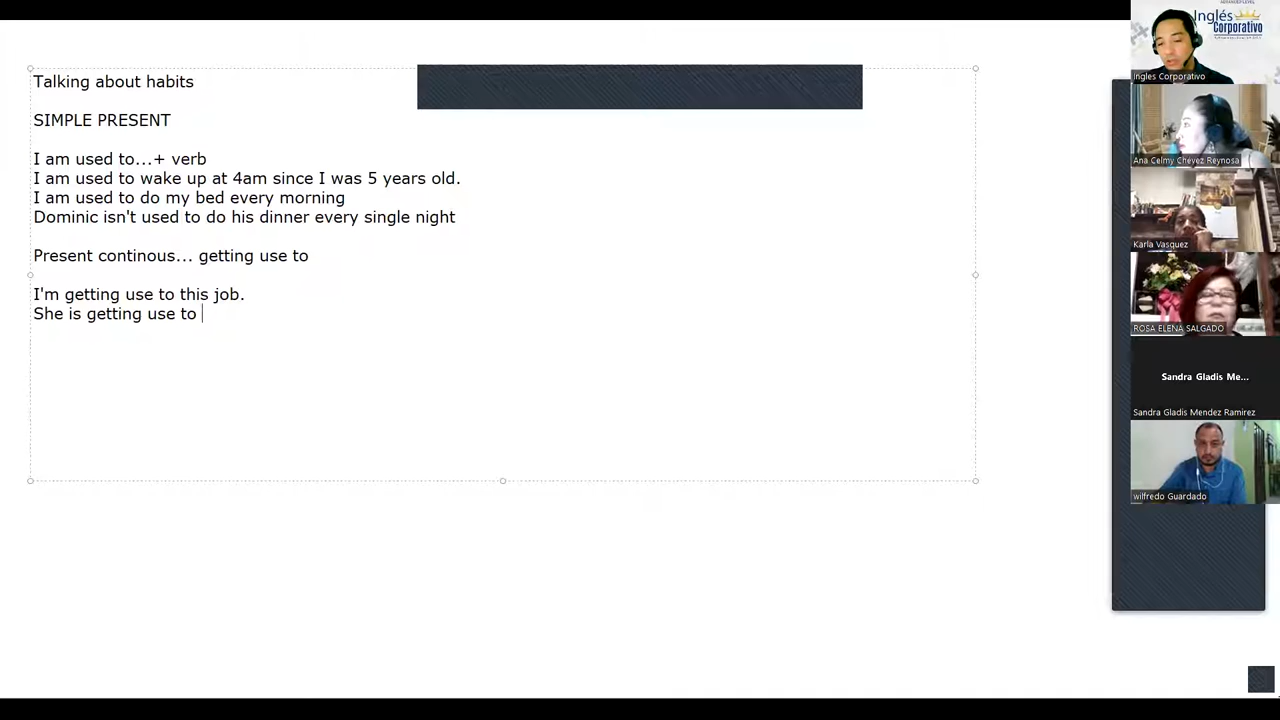 Talking about habits
SIMPLE PRESENT
I am used to...+ verb
I am used to wake up at 4am since I was 5 years old.
I am used to do my bed every morning
Dominic isn't used to do his dinner every single night
Present continous... getting use to
I'm getting use to this job.
She is getting use to
Inglés
Corporativo
Ingles Corporativo
Ana Celmy Chévez Reynosa
Karla Vasquez
ROSA ELENA SALGADO
Sandra Gladis Me...
Sandra Gladis Mendez Ramirez
wilfredo Guardado